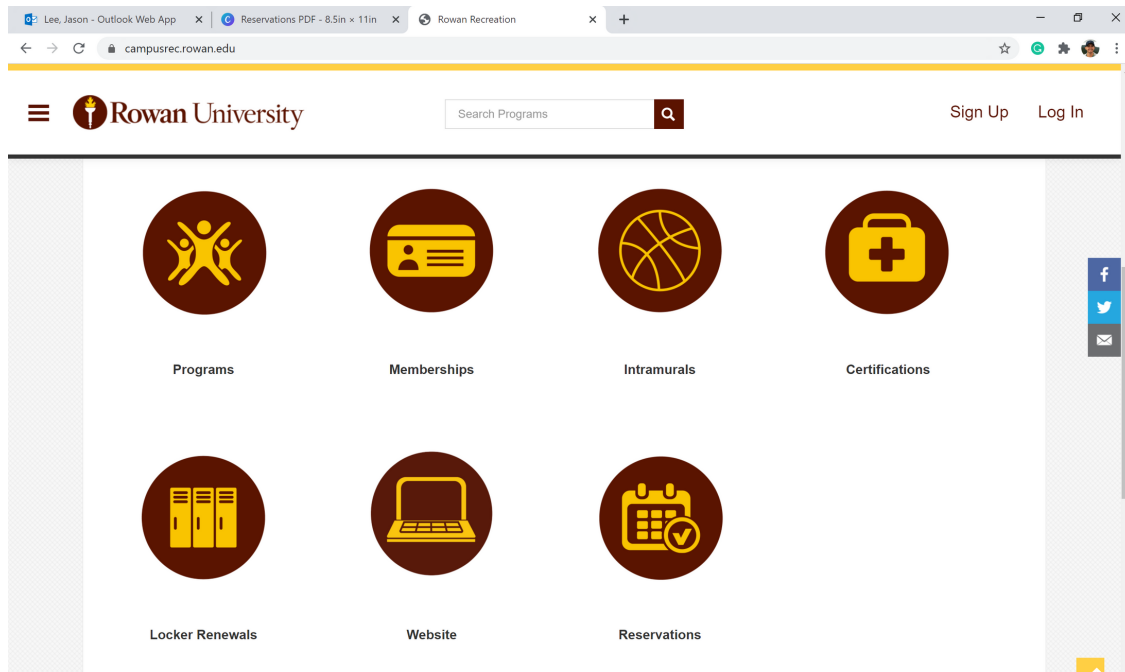 Lee, Jason - Outlook Web App
Reservations PDF - 8.5in × 11in
Rowan Recreation
campusrec.rowan.edu
Rowan University
Search Programs
Sign Up
Log In
Programs
Memberships
Intramurals
Certifications
Locker Renewals
Website
Reservations